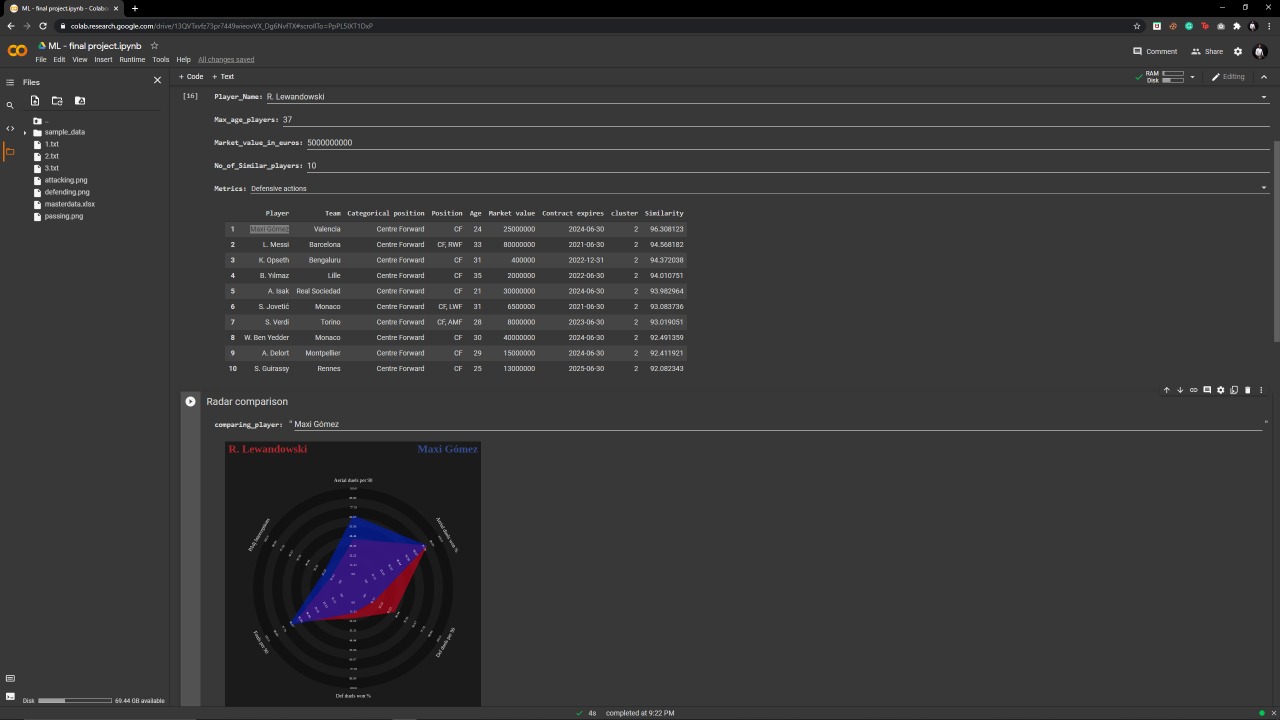 ML - final project.ipynb - Colabo
colab.research.google.com/drive/13QVTxvfz73pr7449wieovVX_Dg6NvfTX#scrollTo=PpPL5IXT1OxP
ML - final project.ipynb
Comment
Share
File Edit View Insert Runtime Tools Help All changes saved
Files
+ Code + Text
RAM
Disk
Editing
..
sample_data
1.txt
2.txt
3.txt
attacking.png
defending.png
masterdata.xlsx
passing.png
[16]
Player_Name: R. Lewandowski
Max_age_players: 37
Market_value_in_euros: 5000000000
No_of_Similar_players: 10
Metrics: Defensive actions
Player Team Categorical position Position Age Market value Contract expires cluster Similarity
1 Maxi Gómez Valencia Centre Forward CF 24 25000000 2024-06-30 2 96.308123
2 L. Messi Barcelona Centre Forward CF, RWF 33 80000000 2021-06-30 2 94.568182
3 K. Opseth Bengaluru Centre Forward CF 31 400000 2022-12-31 2 94.372038
4 B. Yılmaz Lille Centre Forward CF 35 2000000 2022-06-30 2 94.010751
5 A. Isak Real Sociedad Centre Forward CF 21 30000000 2024-06-30 2 93.982964
6 S. Jovetić Monaco Centre Forward CF, LWF 31 6500000 2021-06-30 2 93.083736
7 S. Verdi Torino Centre Forward CF, AMF 28 8000000 2023-06-30 2 93.019051
8 W. Ben Yedder Monaco Centre Forward CF 30 40000000 2024-06-30 2 92.491359
9 A. Delort Montpellier Centre Forward CF 29 15000000 2024-06-30 2 92.411921
10 S. Guirassy Rennes Centre Forward CF 25 13000000 2025-06-30 2 92.082343
Radar comparison
comparing_player: " Maxi Gómez "
R. Lewandowski Maxi Gómez
Aerial duels per 90
Aerial duels won %
PAdj Interceptions
Fouls per 90
Def duels per 90
Def duels won %
Disk 69.44 GB available
4s completed at 9:22 PM